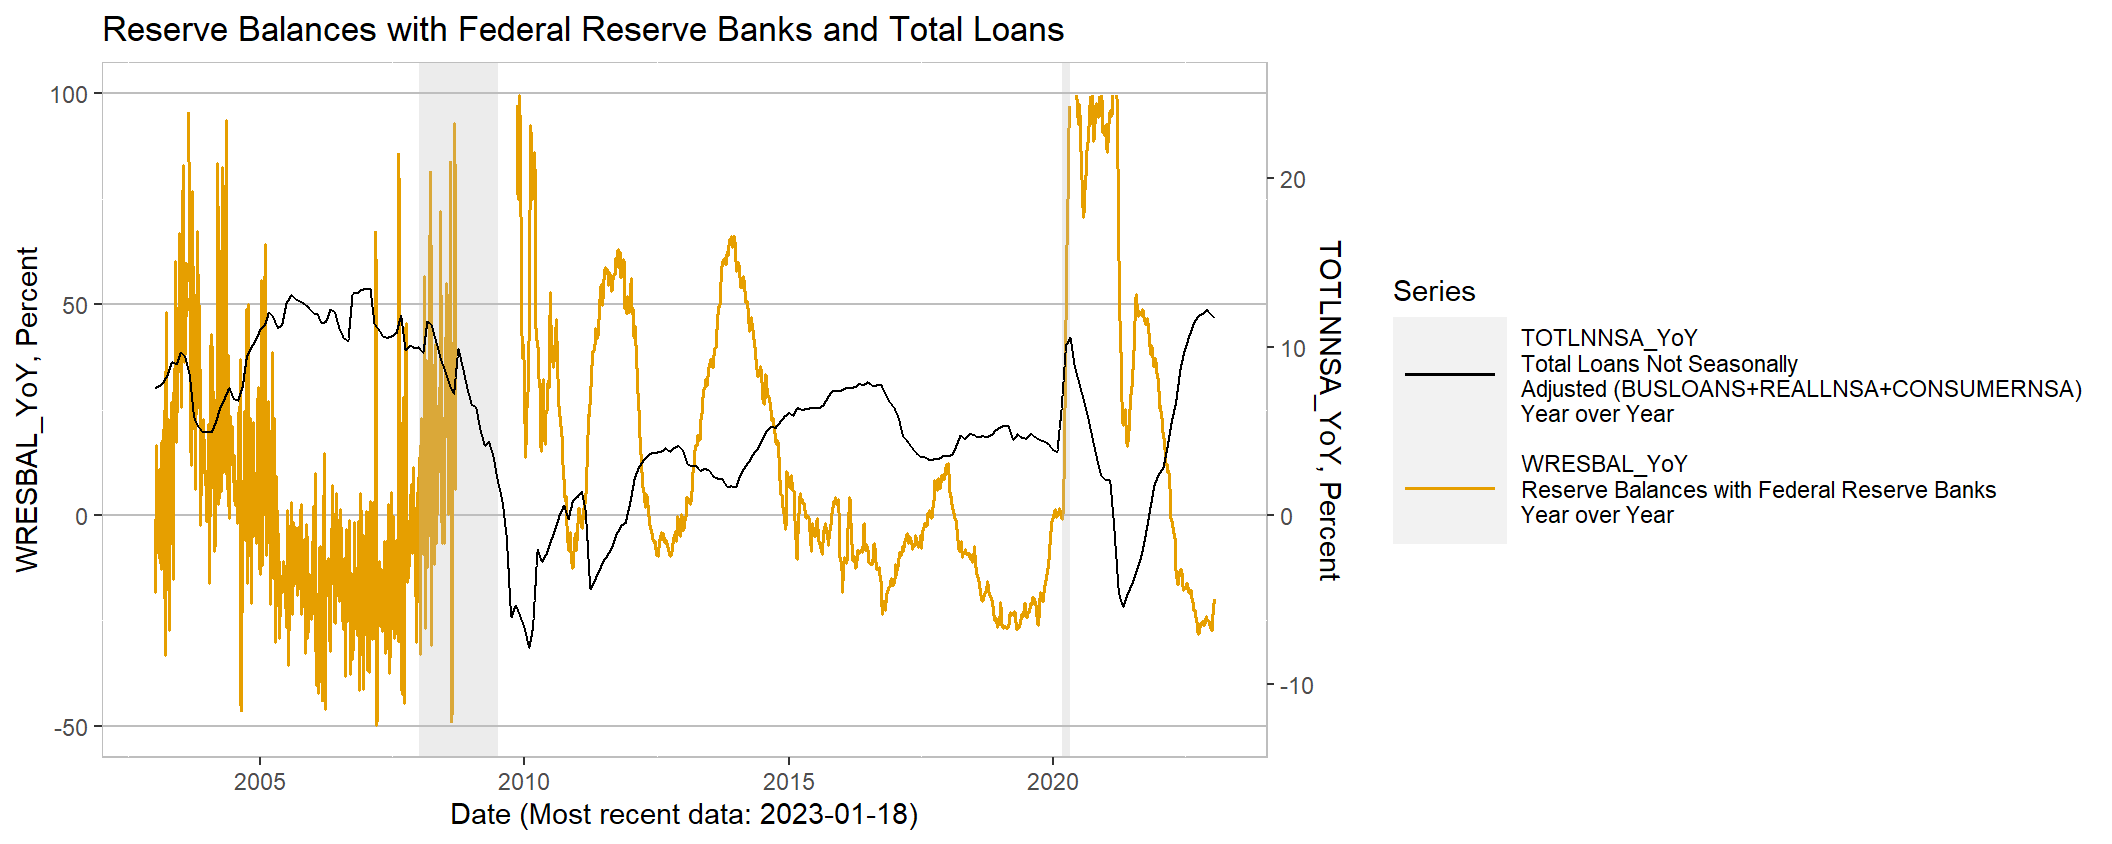 Reserve Balances with Federal Reserve Banks and Total Loans
WRESBAL_YoY, Percent
100
50
0
-50
2005
2010
2015
2020
Date (Most recent data: 2023-01-18)
20
10
0
-10
TOTLNNSA_YoY, Percent
Series
TOTLNNSA_YoY
Total Loans Not Seasonally
Adjusted (BUSLOANS+REALLNSA+CONSUMERNSA)
Year over Year
WRESBAL_YoY
Reserve Balances with Federal Reserve Banks
Year over Year